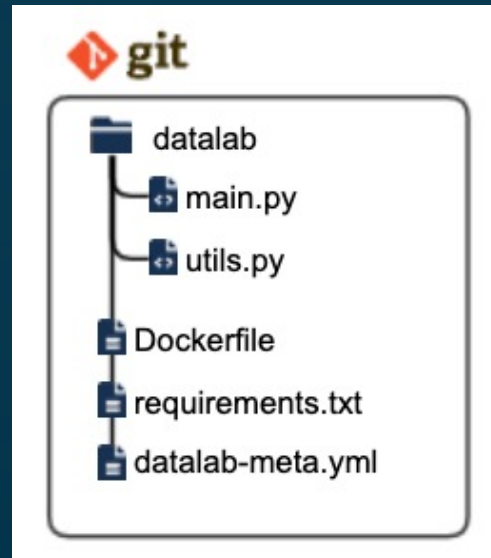 git
datalab
main.py
utils.py
Dockerfile
requirements.txt
datalab-meta.yml